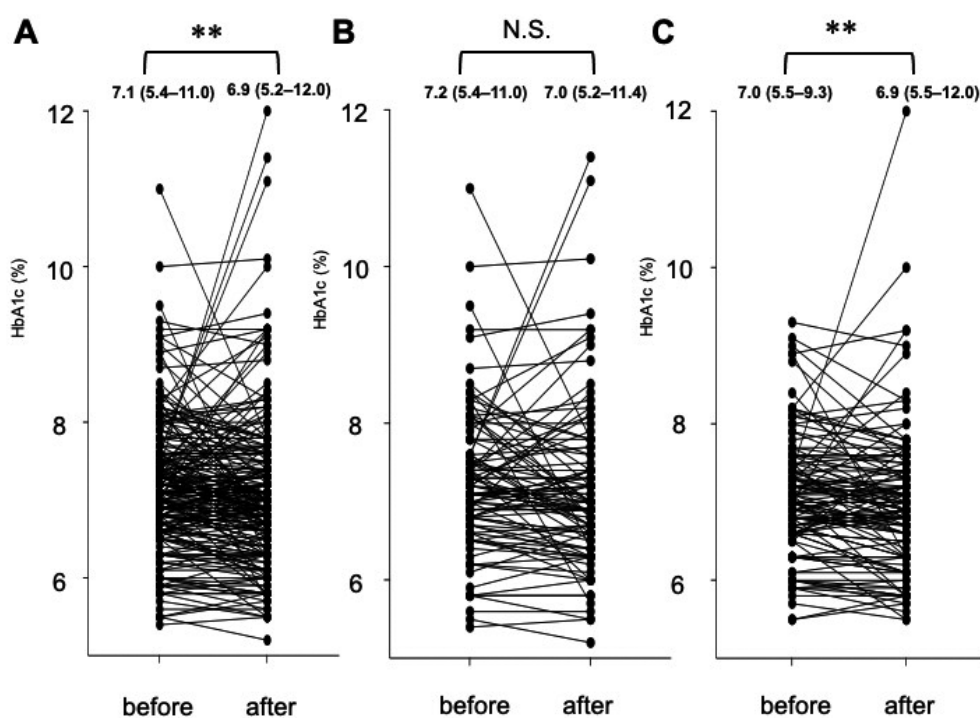 A
**
7.1 (5.4–11.0) 6.9 (5.2–12.0)
12
10
8
6
HbA1c (%)
before after
B
N.S.
7.2 (5.4–11.0) 7.0 (5.2–11.4)
12
10
8
6
HbA1c (%)
before after
C
**
7.0 (5.5–9.3) 6.9 (5.5–12.0)
12
10
8
6
HbA1c (%)
before after